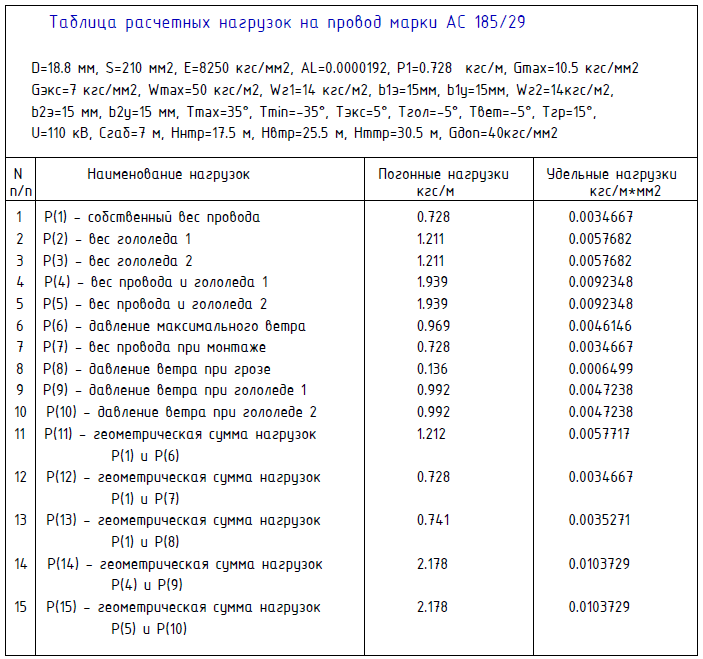 Таблица расчетных нагрузок на провод марки АС 185/29
D=18.8 мм, S=210 мм2, E=8250 кгс/мм2, AL=0.0000192, P1=0.728 кгс/м, Gmax=10.5 кгс/мм2
Gэкс=7 кгс/мм2, Wmax=50 кгс/м2, Wг1=14 кгс/м2, b1э=15мм, b1у=15мм, Wг2=14кгс/м2,
b2э=15 мм, b2у=15 мм, Tmax=35°, Tmin=-35°, Tэкс=5°, Tгол=-5°, Tвет=-5°, Tгр=15°,
U=110 кВ, Cгаб=7 м, Hнтр=17.5 м, Hвтр=25.5 м, Hттр=30.5 м, Gдоп=40кгс/мм2
N Наименование нагрузок Погонные нагрузки Удельные нагрузки
п/п кгс/м кгс/м*мм2
1 P(1) - собственный вес провода 0.728 0.0034667
2 P(2) - вес гололеда 1 1.211 0.0057682
3 P(3) - вес гололеда 2 1.211 0.0057682
4 P(4) - вес провода и гололеда 1 1.939 0.0092348
5 P(5) - вес провода и гололеда 2 1.939 0.0092348
6 P(6) - давление максимального ветра 0.969 0.0046146
7 P(7) - вес провода при монтаже 0.728 0.0034667
8 P(8) - давление ветра при грозе 0.136 0.0006499
9 P(9) - давление ветра при гололеде 1 0.992 0.0047238
10 P(10) - давление ветра при гололеде 2 0.992 0.0047238
11 P(11) - геометрическая сумма нагрузок 1.212 0.0057717
P(1) и P(6)
12 P(12) - геометрическая сумма нагрузок 0.728 0.0034667
P(1) и P(7)
13 P(13) - геометрическая сумма нагрузок 0.741 0.0035271
P(1) и P(8)
14 P(14) - геометрическая сумма нагрузок 2.178 0.0103729
P(4) и P(9)
15 P(15) - геометрическая сумма нагрузок 2.178 0.0103729
P(5) и P(10)